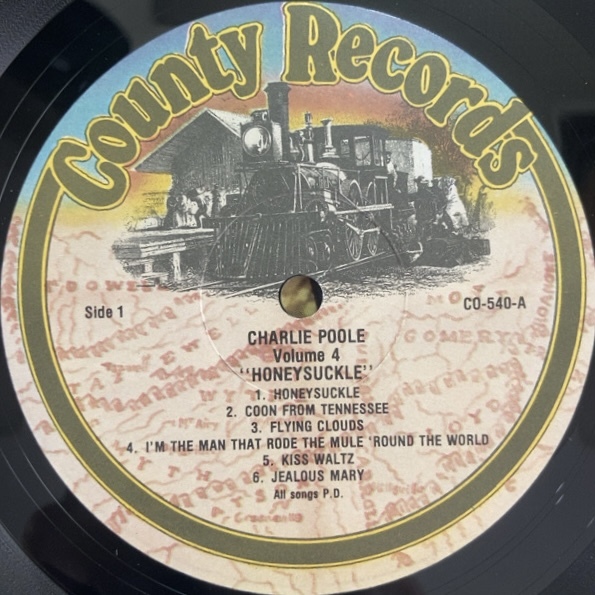 County Records
Side 1
CO-540-A
CHARLIE POOLE
Volume 4
"HONEYSUCKLE"
1. HONEYSUCKLE
2. COON FROM TENNESSEE
3. FLYING CLOUDS
4. I'M THE MAN THAT RODE THE MULE 'ROUND THE WORLD
5. KISS WALTZ
6. JEALOUS MARY
All songs P.D.